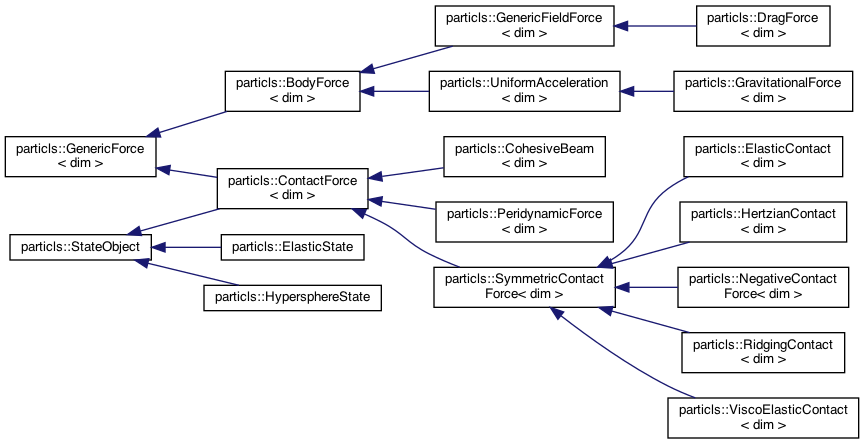 particls::GenericFieldForce
< dim >
particls::DragForce
< dim >
particls::BodyForce
< dim >
particls::UniformAcceleration
< dim >
particls::GravitationalForce
< dim >
particls::GenericForce
< dim >
particls::CohesiveBeam
< dim >
particls::ElasticContact
< dim >
particls::ContactForce
< dim >
particls::PeridynamicForce
< dim >
particls::HertzianContact
< dim >
particls::StateObject
particls::ElasticState
particls::SymmetricContact
Force< dim >
particls::NegativeContact
Force< dim >
particls::HypersphereState
particls::RidgingContact
< dim >
particls::ViscoElasticContact
< dim >